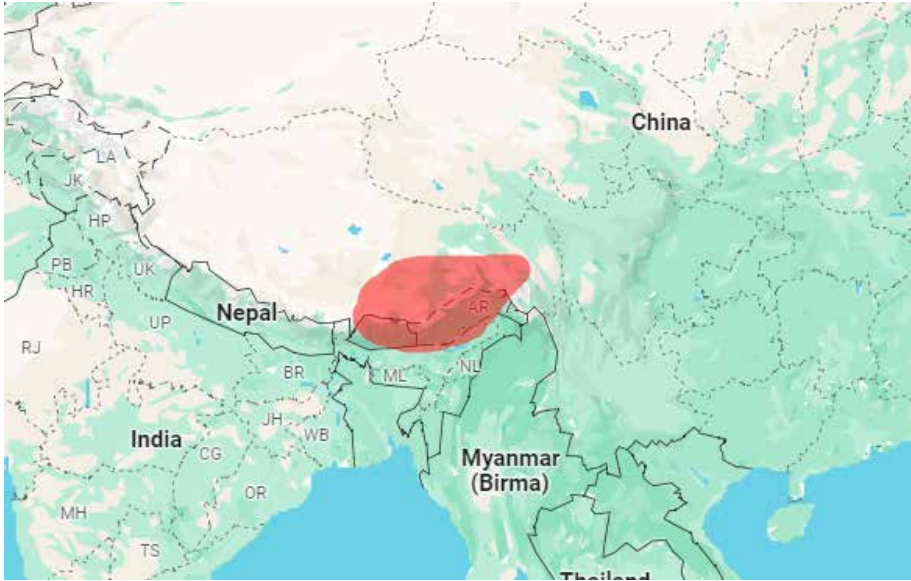 China
LA
JK
HP
PB
UK
HR
Nepal
AR
UP
RJ
BR
ML
NL
JH
India
WB
CG
Myanmar
(Birma)
OR
MH
TS
Thailand